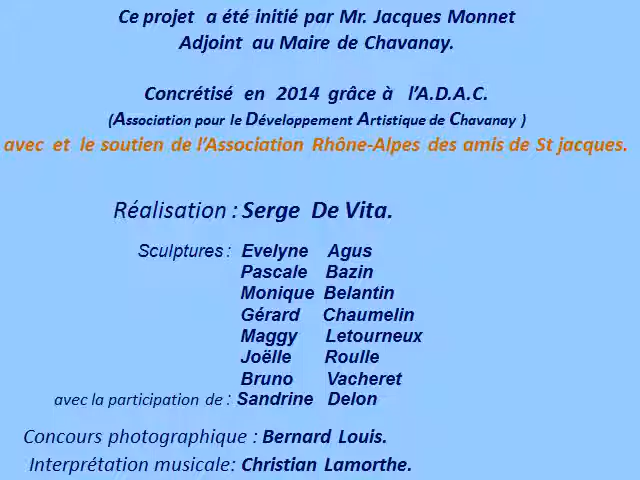 Ce projet a été initié par Mr. Jacques Monnet
Adjoint au Maire de Chavanay.
Concrétisé en 2014 grâce à l'A.D.A.C.
(Association pour le Développement Artistique de Chavanay )
avec et le soutien de l'Association Rhône-Alpes des amis de St jacques.
Réalisation : Serge De Vita.
Sculptures : Evelyne Agus
Pascale Bazin
Monique Belantin
Gérard Chaumelin
Maggy Letourneux
Joëlle Roulle
Bruno Vacheret
avec la participation de : Sandrine Delon
Concours photographique : Bernard Louis.
Interprétation musicale: Christian Lamorthe.